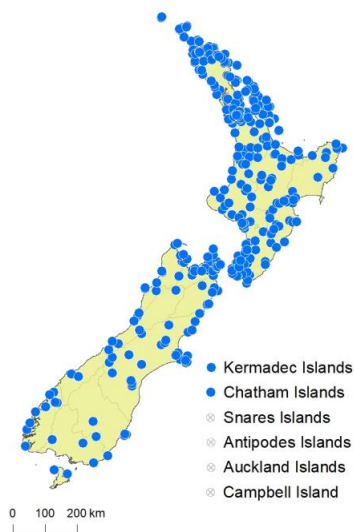 Kermadec Islands
Chatham Islands
Snares Islands
Antipodes Islands
Auckland Islands
Campbell Island
0 100 200 km